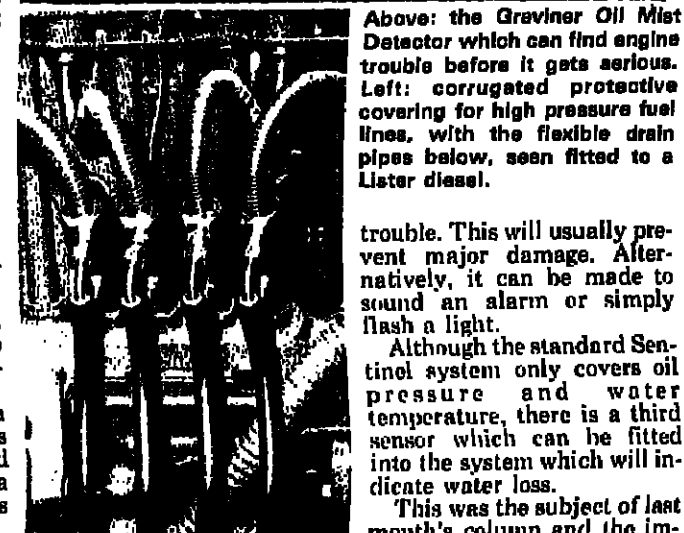 Above: the Graviner Oil Mist
Detector which can find engine
trouble before it gets serious.
Left: corrugated protective
covering for high pressure fuel
lines, with the flexible drain
pipes below, seen fitted to a
Lister diesel.
trouble. This will usually pre-
vent major damage. Alter-
natively, it can be made to
sound an alarm or simply
flash a light.
Although the standard Sen-
tinel system only covers oil
pressure and water
temperature, there is a third
sensor which can be fitted
into the system which will in-
dicate water loss.
This was the subject of last
month's column and the im-